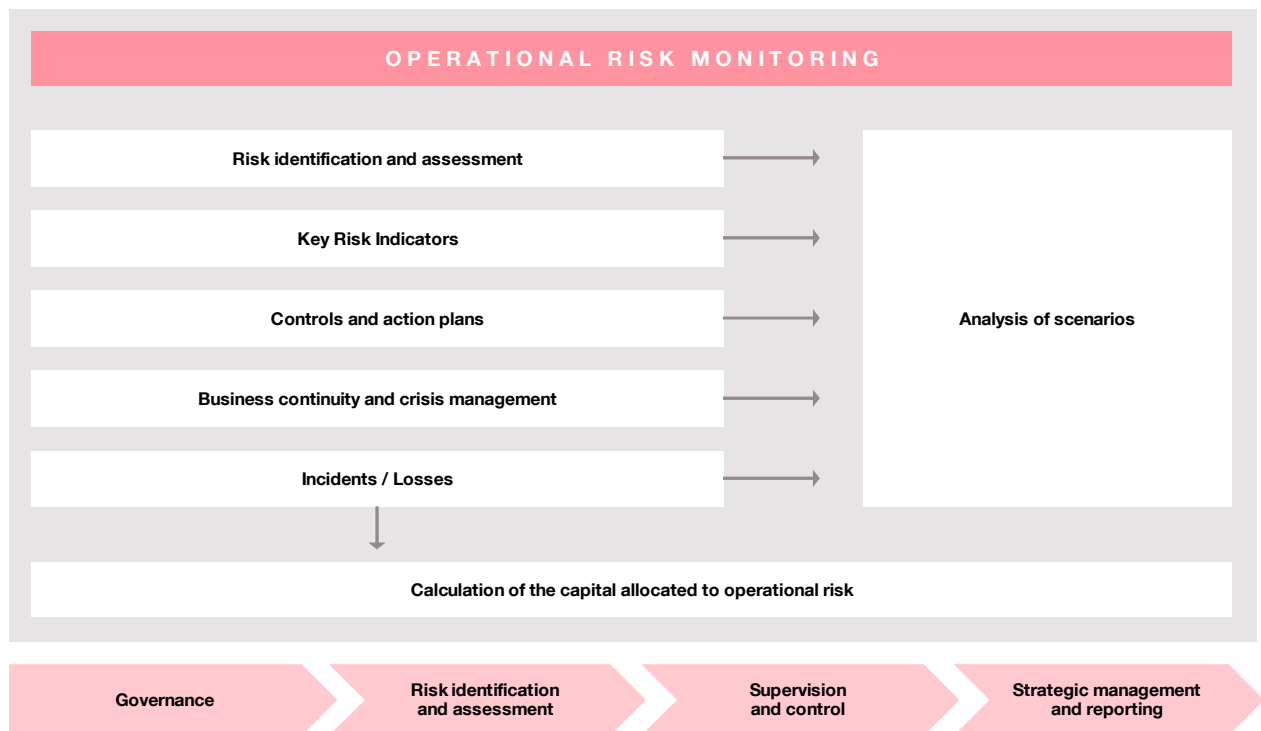 OPERATIONAL RISK MONITORING
Risk identification and assessment
Key Risk Indicators
Controls and action plans
Business continuity and crisis management
Incidents / Losses
Analysis of scenarios
Calculation of the capital allocated to operational risk
Governance
Risk identification
and assessment
Supervision
and control
Strategic management
and reporting